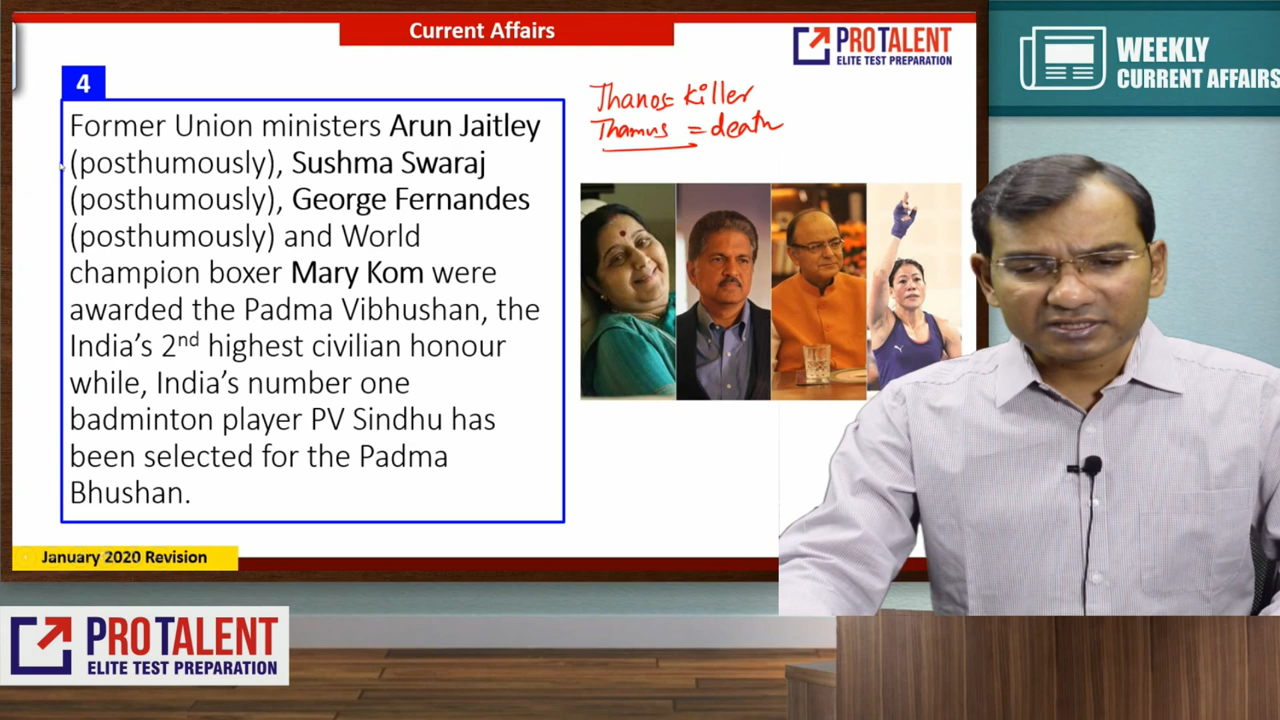 Current Affairs
PROTALENT
ELITE TEST PREPARATION
WEEKLY
CURRENT AFFAIRS
4
Thanos= killer
Thamus = death
Former Union ministers Arun Jaitley
(posthumously), Sushma Swaraj
(posthumously), George Fernandes
(posthumously) and World
champion boxer Mary Kom were
awarded the Padma Vibhushan, the
India's 2nd highest civilian honour
while, India's number one
badminton player PV Sindhu has
been selected for the Padma
Bhushan.
January 2020 Revision
PROTALENT
ELITE TEST PREPARATION